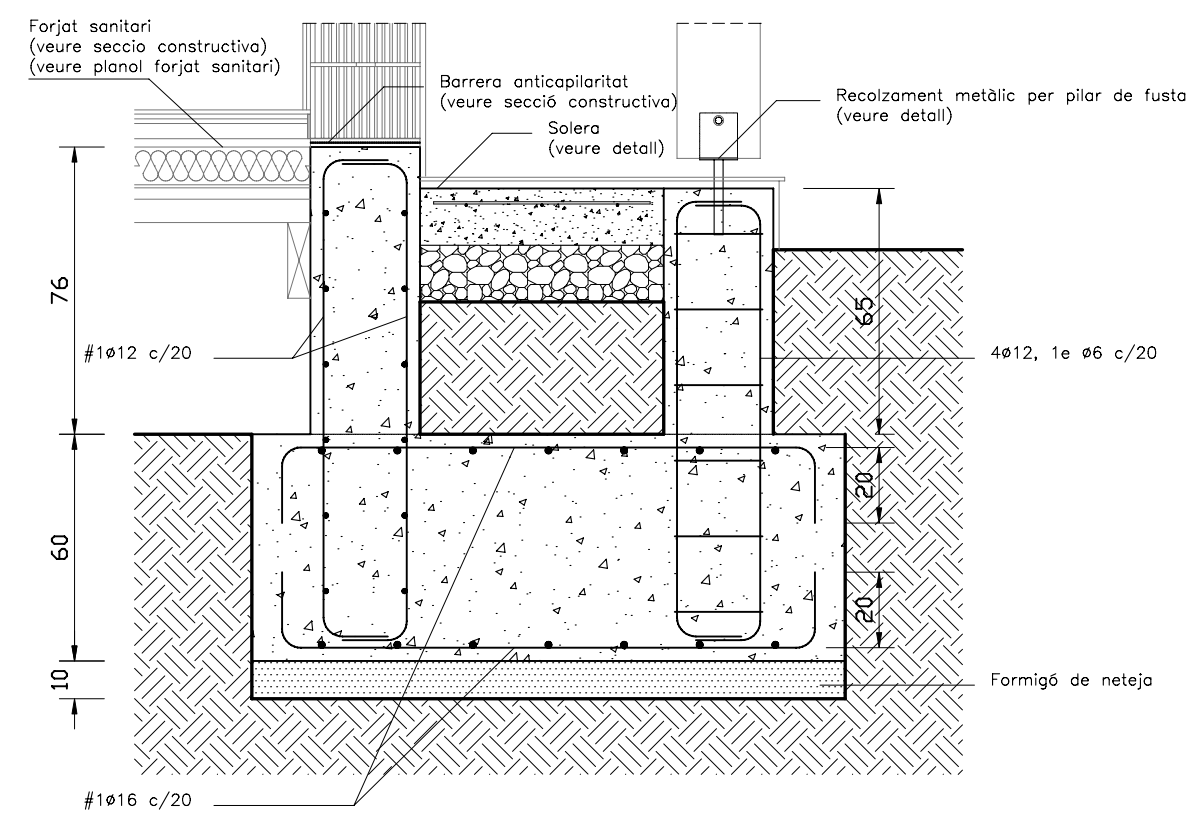 Forjat sanitari
(veure seccio constructiva)
(veure planol forjat sanitari)
Barrera anticapilaritat
(veure secció constructiva)
Solera
(veure detall)
Recolzament metàlic per pilar de fusta
(veure detall)
76
65
#1ø12 c/20
4ø12, 1e ø6 c/20
60
20
20
10
Formigó de neteja
#1ø16 c/20